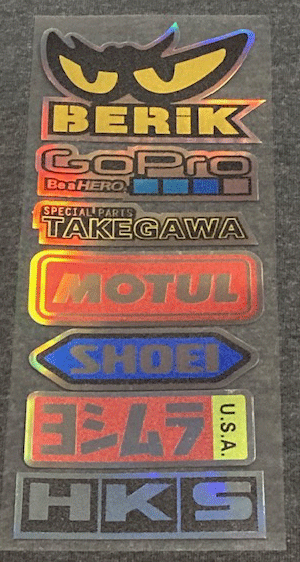 BERIK
GoPro
Be a HERO.
SPECIAL PARTS
TAKEGAWA
MOTUL
SHOEI
ヨシムラ
U.S.A.
HKS